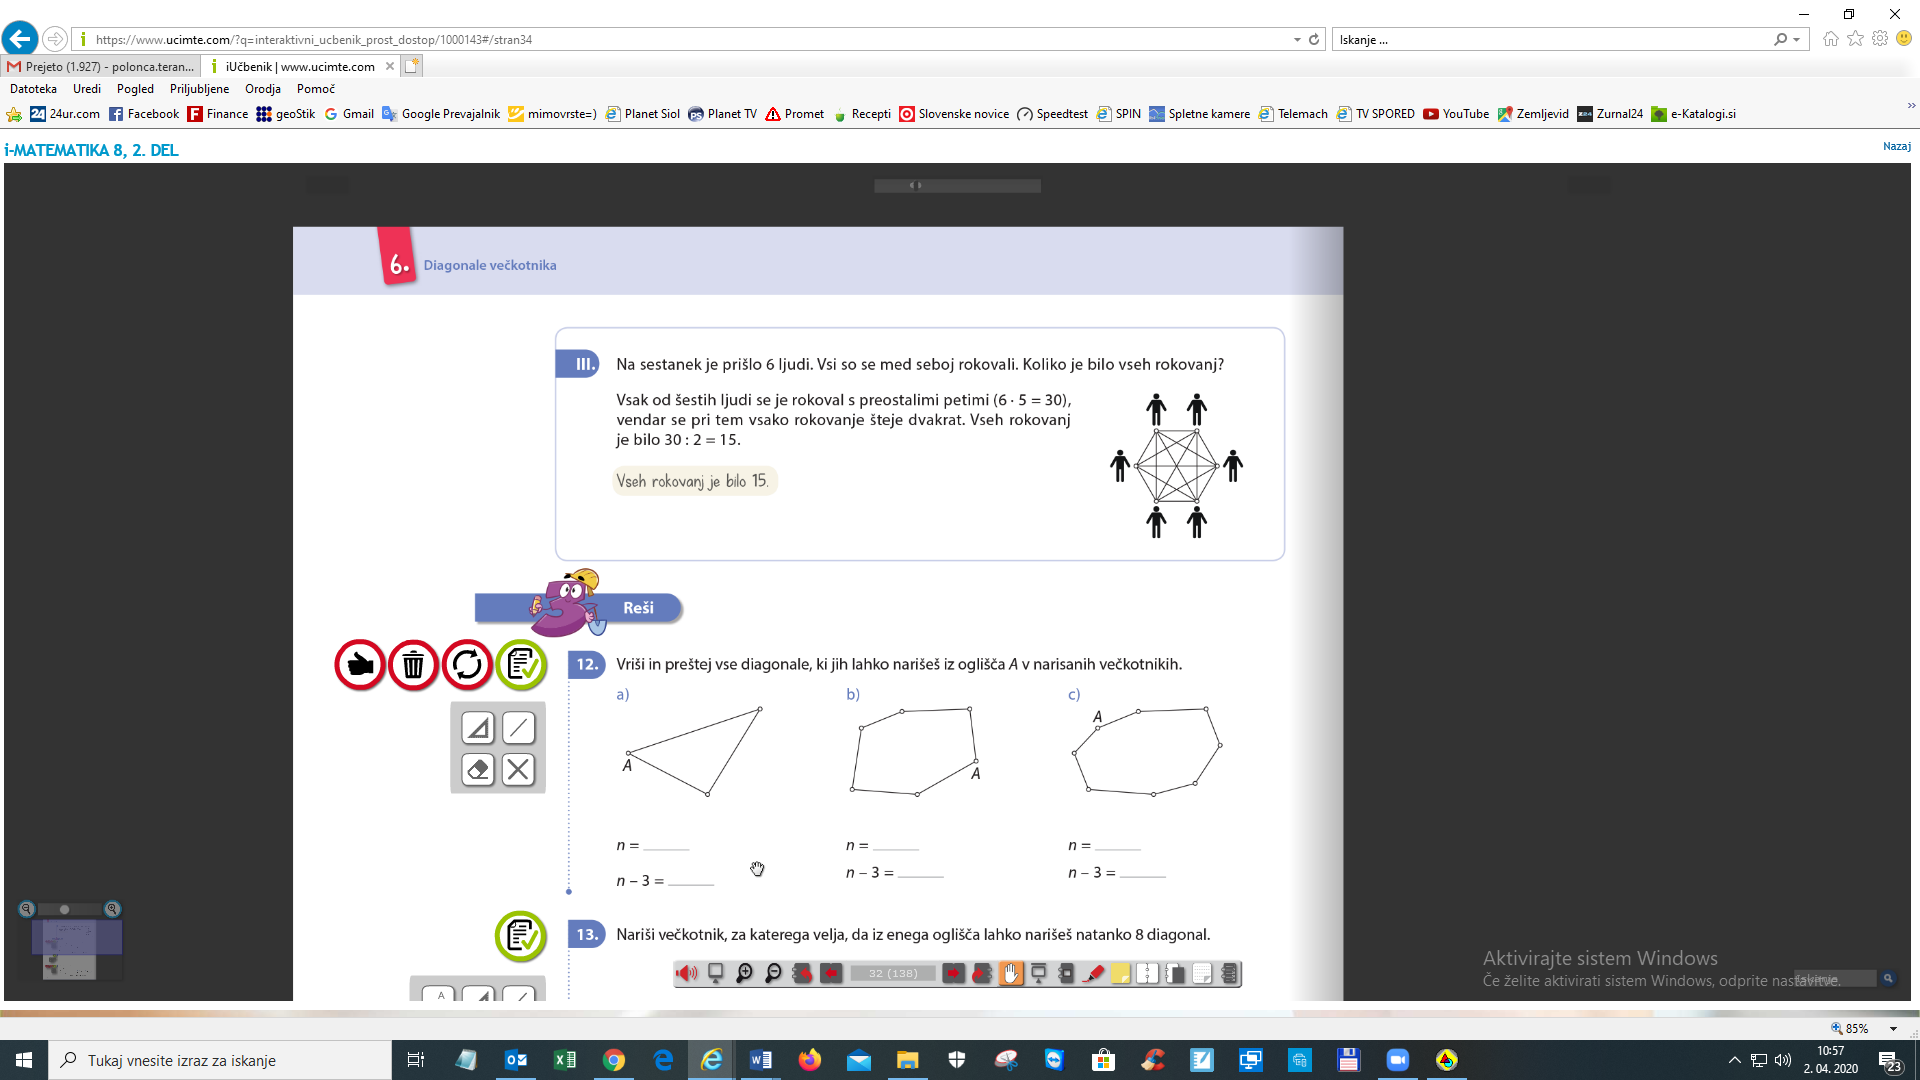 https://www.ucimte.com/?q=interaktivni_ucbenik_prost_dostop/1000143#/stran34
Iskanje ...
Prejeto (1.927) - polonca.teran...
iUčbenik | www.ucimte.com
Datoteka Uredi Pogled Priljubljene Orodja Pomoč
24ur.com Facebook Finance geoStik Gmail Google Prevajalnik mimovrste=) Planet Siol Planet TV Promet Recepti Slovenske novice Speedtest SPIN Spletne kamere Telemach TV SPORED YouTube Zemljevid Zurnal24 e-Katalogi.si
i-MATEMATIKA 8, 2. DEL
Nazaj
6. Diagonale večkotnika
III. Na sestanek je prišlo 6 ljudi. Vsi so se med seboj rokovali. Koliko je bilo vseh rokovanj?
Vsak od šestih ljudi se je rokoval s preostalimi petimi (6 · 5 = 30),
vendar se pri tem vsako rokovanje šteje dvakrat. Vseh rokovanj
je bilo 30 : 2 = 15.
Vseh rokovanj je bilo 15.
Reši
12. Vriši in preštej vse diagonale, ki jih lahko narišeš iz oglišča A v narisanih večkotnikih.
a) b) c)
A
A
A
n = ______ n = ______ n = ______
n – 3 = ______ n – 3 = ______ n – 3 = ______
13. Nariši večkotnik, za katerega velja, da iz enega oglišča lahko narišeš natanko 8 diagonal.
A
32 (138)
Aktivirajte sistem Windows
Če želite aktivirati sistem Windows, odprite nastavitve.
Iskanje
85%
Tukaj vnesite izraz za iskanje
10:57
2. 04. 2020
23